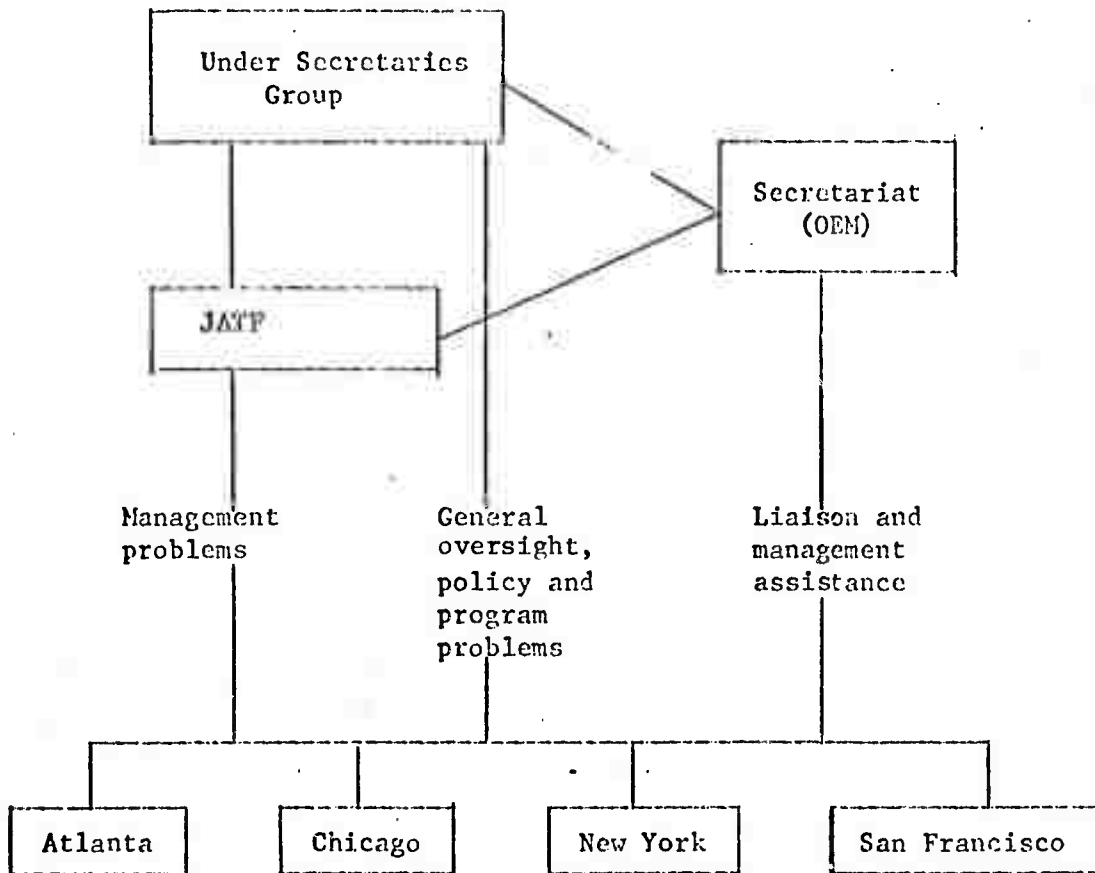 Under Secretaries
Group
Secretariat
(OEM)
JATF
Management
problems
General
oversight,
policy and
program
problems
Liaison and
management
assistance
Atlanta
Chicago
New York
San Francisco